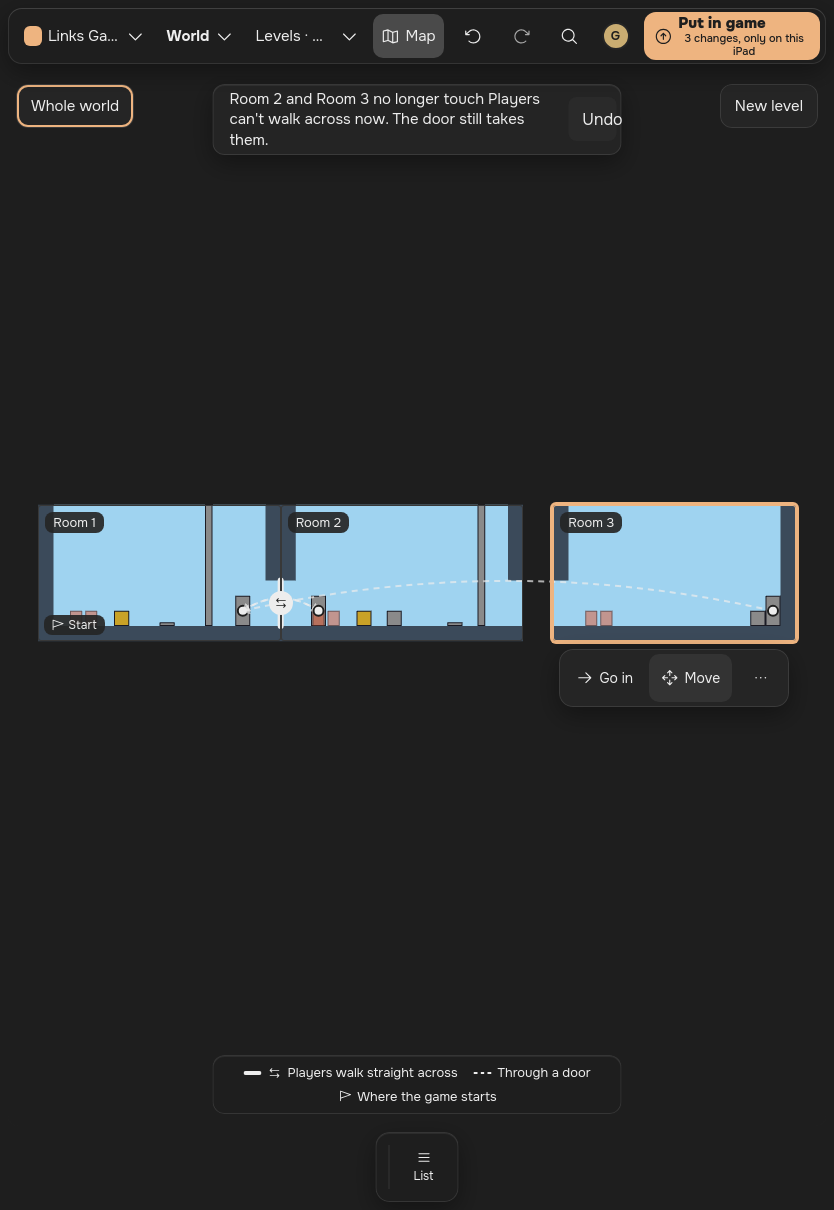 Links Ga...
World
Levels · ...
Map
G
Put in game
3 changes, only on this
iPad
Whole world
Room 2 and Room 3 no longer touch Players
can't walk across now. The door still takes
them.
Undo
New level
Room 1
Room 2
Room 3
Start
Go in
Move
...
Players walk straight across
Through a door
Where the game starts
List